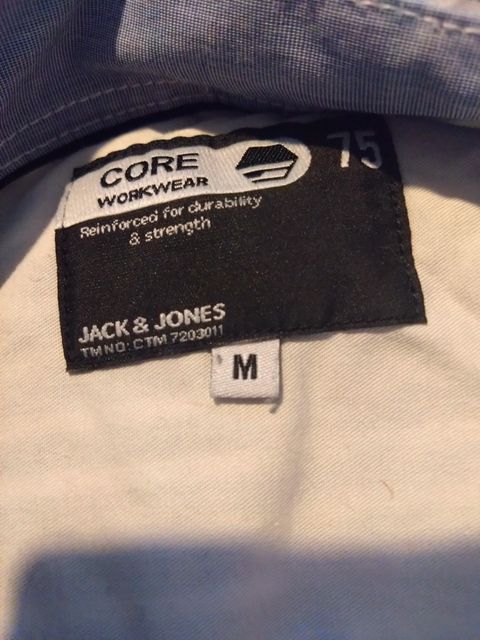 CORE
WORKWEAR
75
Reinforced for durability
& strength
JACK & JONES
TM NO: CTM 7203011
M